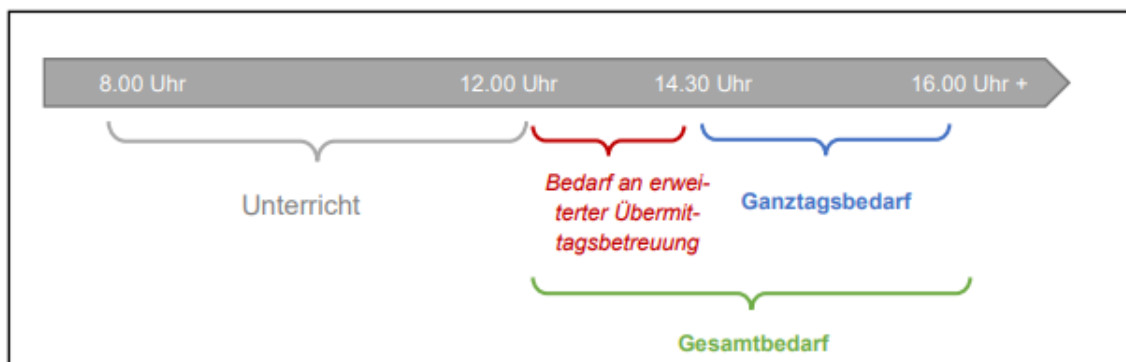 8.00 Uhr 12.00 Uhr 14.30 Uhr 16.00 Uhr +
Unterricht
Bedarf an erwei-
terter Übermit-
tagsbetreuung
Ganztagsbedarf
Gesamtbedarf